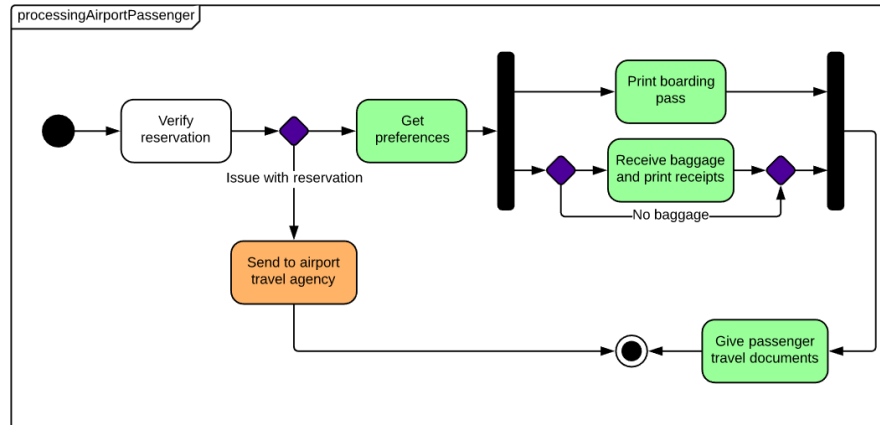 processingAirportPassenger
Verify
reservation
Get
preferences
Print boarding
pass
Receive baggage
and print receipts
No baggage
Issue with reservation
Send to airport
travel agency
Give passenger
travel documents